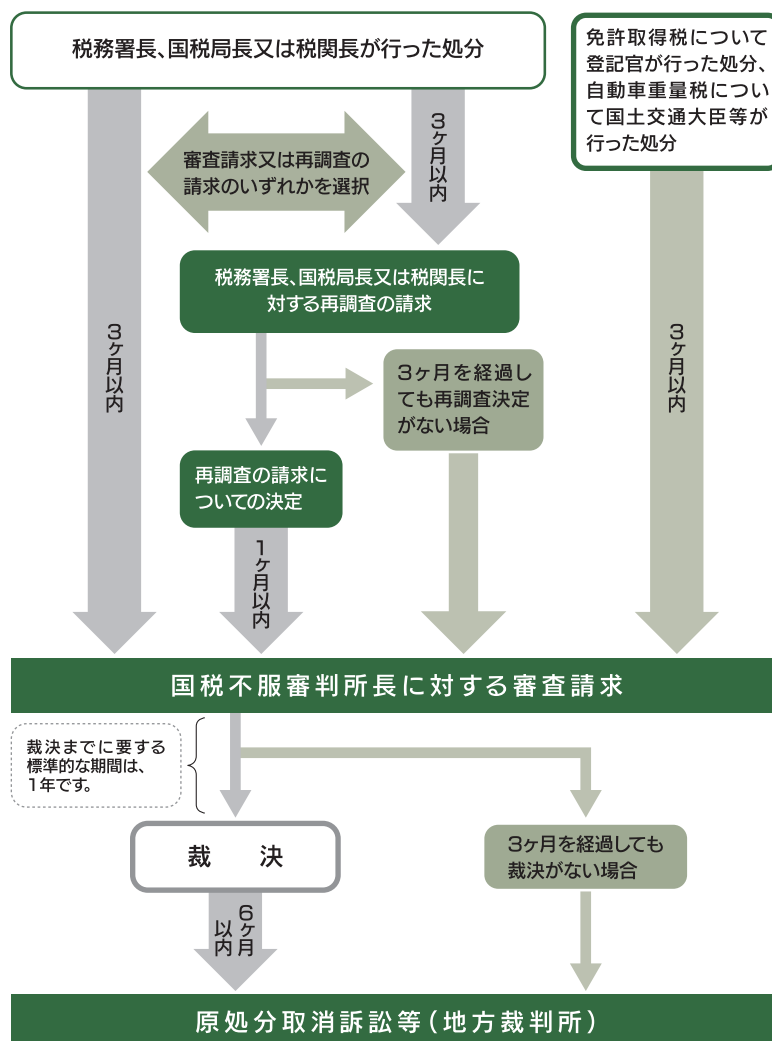 税務署長、国税局長又は税関長が行った処分
免許取得税について
登記官が行った処分、
自動車重量税につい
て国土交通大臣等が
行った処分
審査請求又は再調査の
請求のいずれかを選択
3ヶ月以内
税務署長、国税局長又は税関長に
対する再調査の請求
3ヶ月以内
3ヶ月を経過し
ても再調査決定
がない場合
3ヶ月以内
再調査の請求に
ついての決定
1ヶ月以内
国税不服審判所長に対する審査請求
裁決までに要する
標準的な期間は、
1年です。
裁　決
3ヶ月を経過しても
裁決がない場合
6ヶ月
以内
原処分取消訴訟等(地方裁判所)